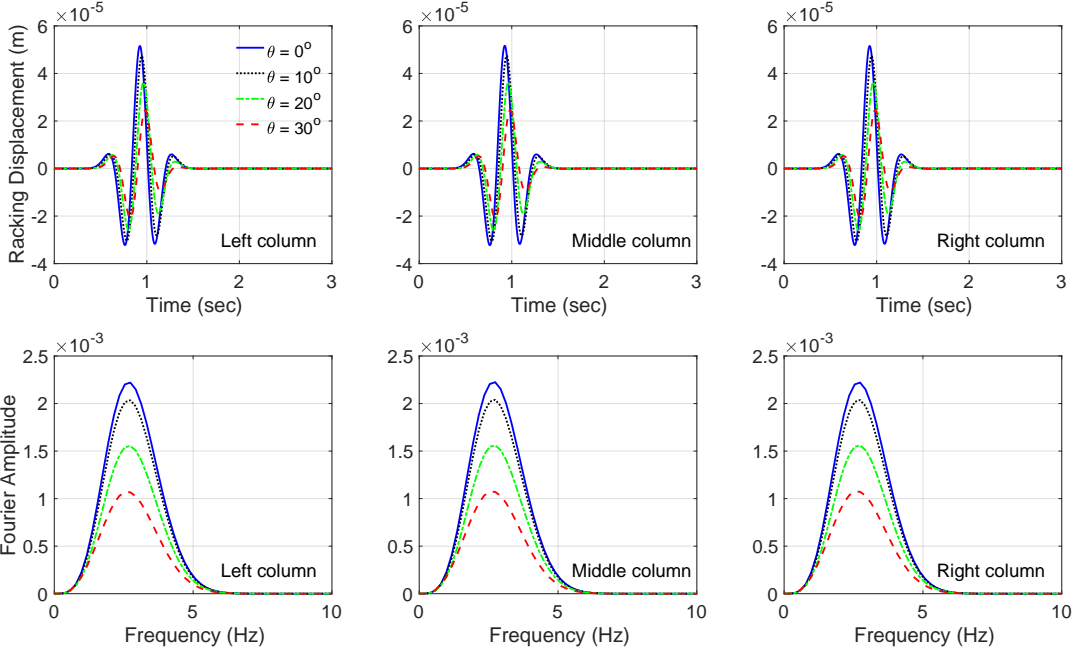 ×10⁻⁵
×10⁻⁵
×10⁻⁵
Racking Displacement (m)
6
4
2
0
-2
-4
θ = 0°
θ = 10°
θ = 20°
θ = 30°
Left column
0 1 2 3
Time (sec)
6
4
2
0
-2
-4
Middle column
0 1 2 3
Time (sec)
6
4
2
0
-2
-4
Right column
0 1 2 3
Time (sec)
×10⁻³
×10⁻³
×10⁻³
Fourier Amplitude
2.5
2
1.5
1
0.5
0
Left column
0 5 10
Frequency (Hz)
2.5
2
1.5
1
0.5
0
Middle column
0 5 10
Frequency (Hz)
2.5
2
1.5
1
0.5
0
Right column
0 5 10
Frequency (Hz)